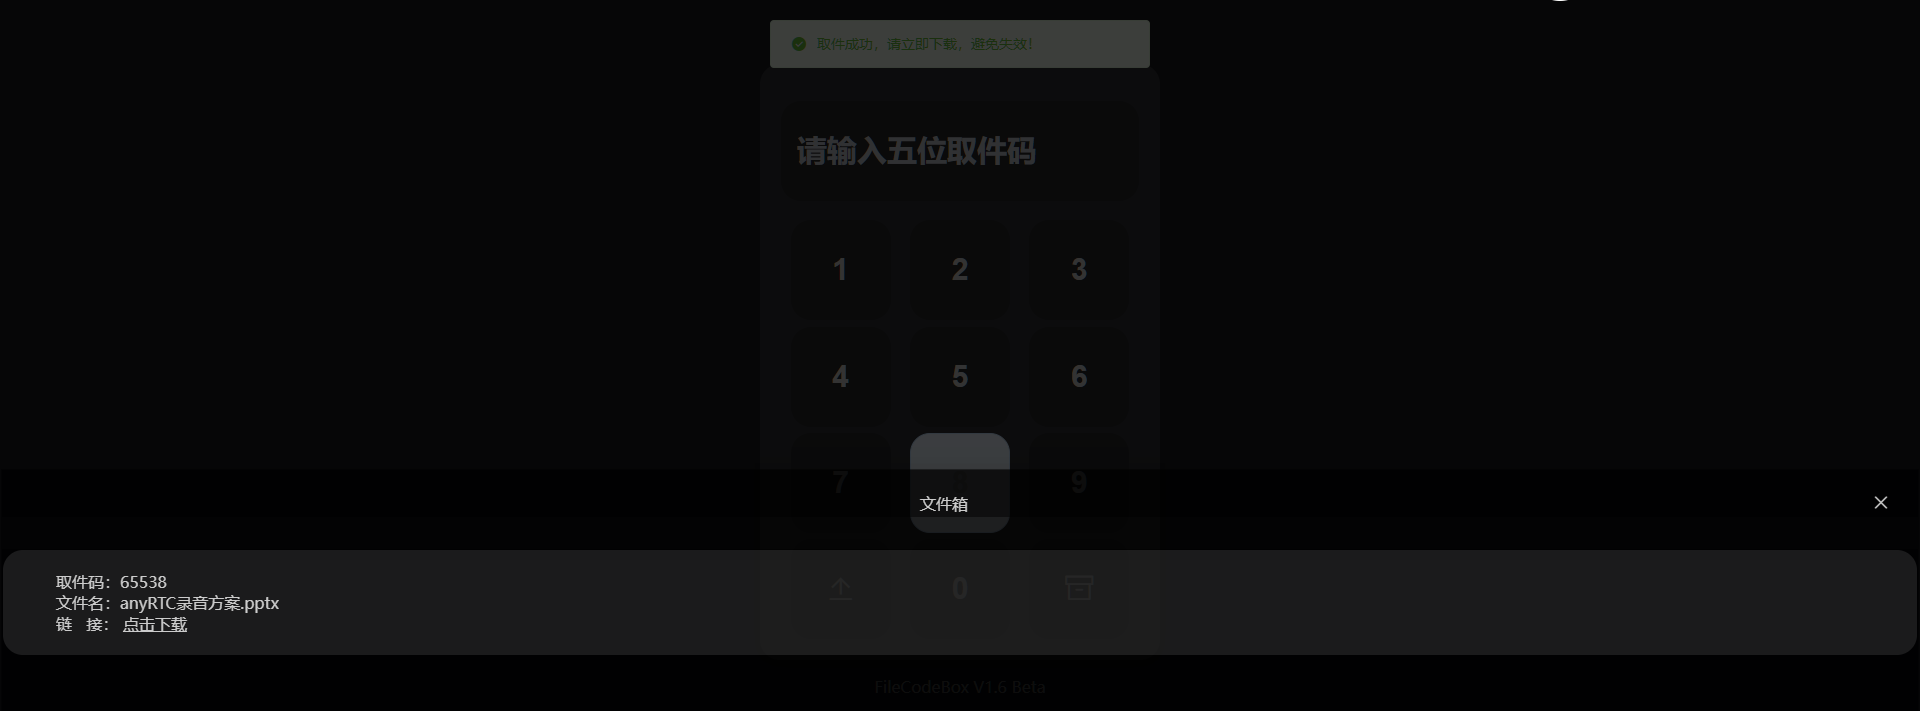 取件成功，请立即下载，避免失效！
请输入五位取件码
1 2 3
4 5 6
7 9
文件箱
取件码：65538
文件名：anyRTC录音方案.pptx
链 接： 点击下载
0
FileCodeBox V1.6 Beta